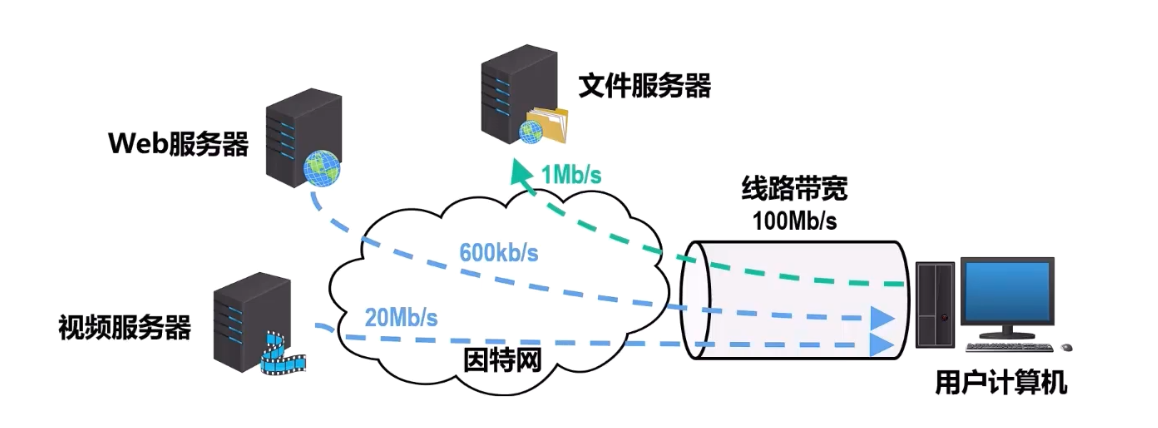 文件服务器
Web服务器
1Mb/s
线路带宽
100Mb/s
600kb/s
视频服务器
20Mb/s
因特网
用户计算机